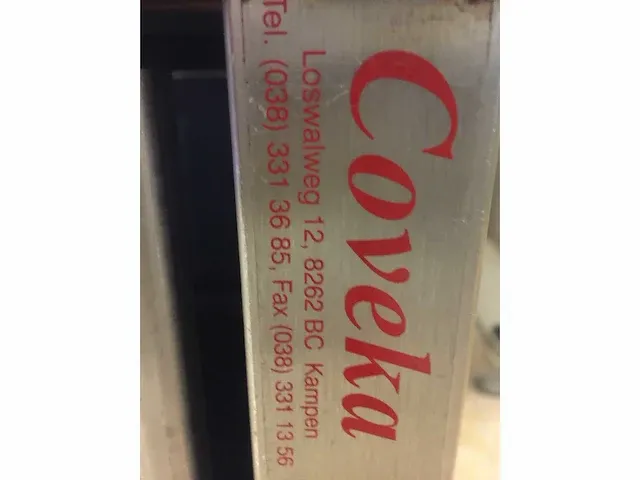 Coveka
Loswalweg 12, 8262 BC Kampen
Tel. (038) 331 36 85, Fax (038) 331 13 56